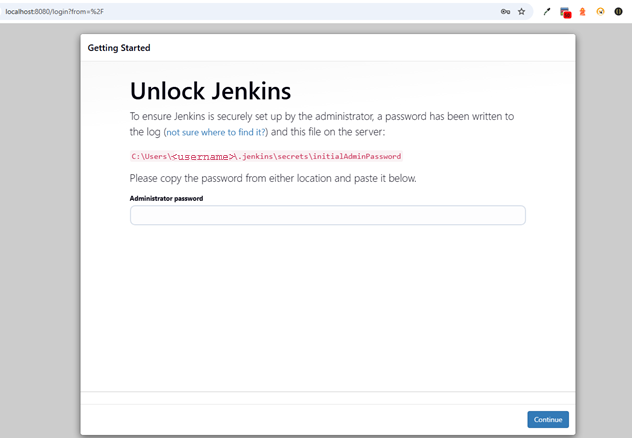 localhost:8080/login?from=%2F
Getting Started
Unlock Jenkins
To ensure Jenkins is securely set up by the administrator, a password has been written to
the log (not sure where to find it?) and this file on the server:
C:\Users\<username>\.jenkins\secrets\initialAdminPassword
Please copy the password from either location and paste it below.
Administrator password
Continue